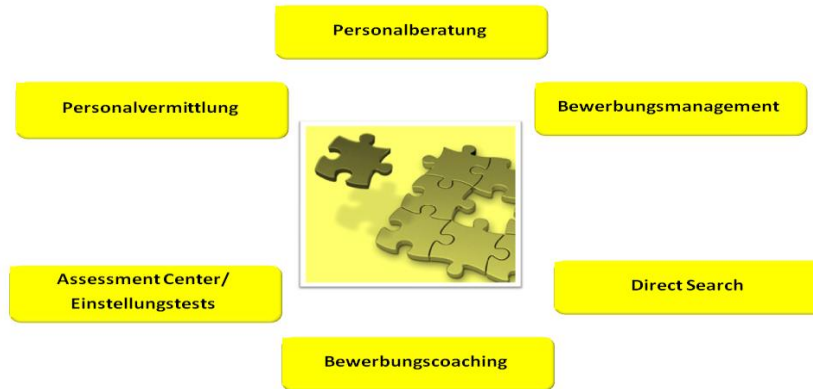 Personalberatung
Personalvermittlung
Bewerbungsmanagement
Assessment Center/
Einstellungstests
Direct Search
Bewerbungscoaching